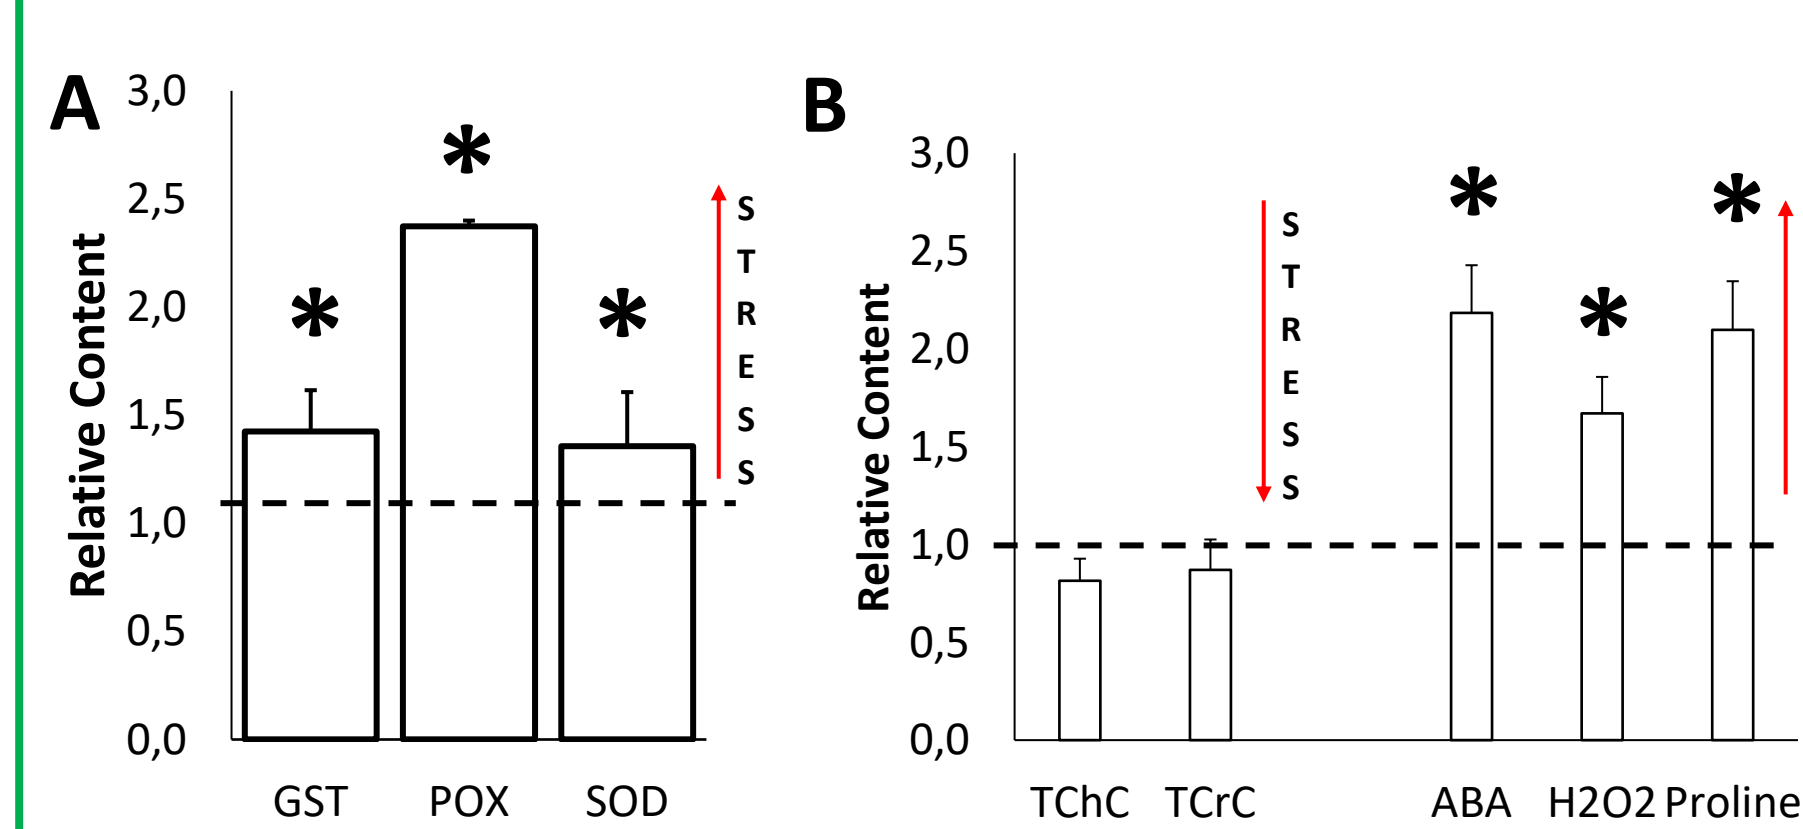 A
Relative Content
3,0
2,5
2,0
1,5
1,0
0,5
0,0
*
*
*
STRESS
GST POX SOD
B
Relative Content
3,0
2,5
2,0
1,5
1,0
0,5
0,0
STRESS
*
*
*
TChC TCrC ABA H2O2 Proline